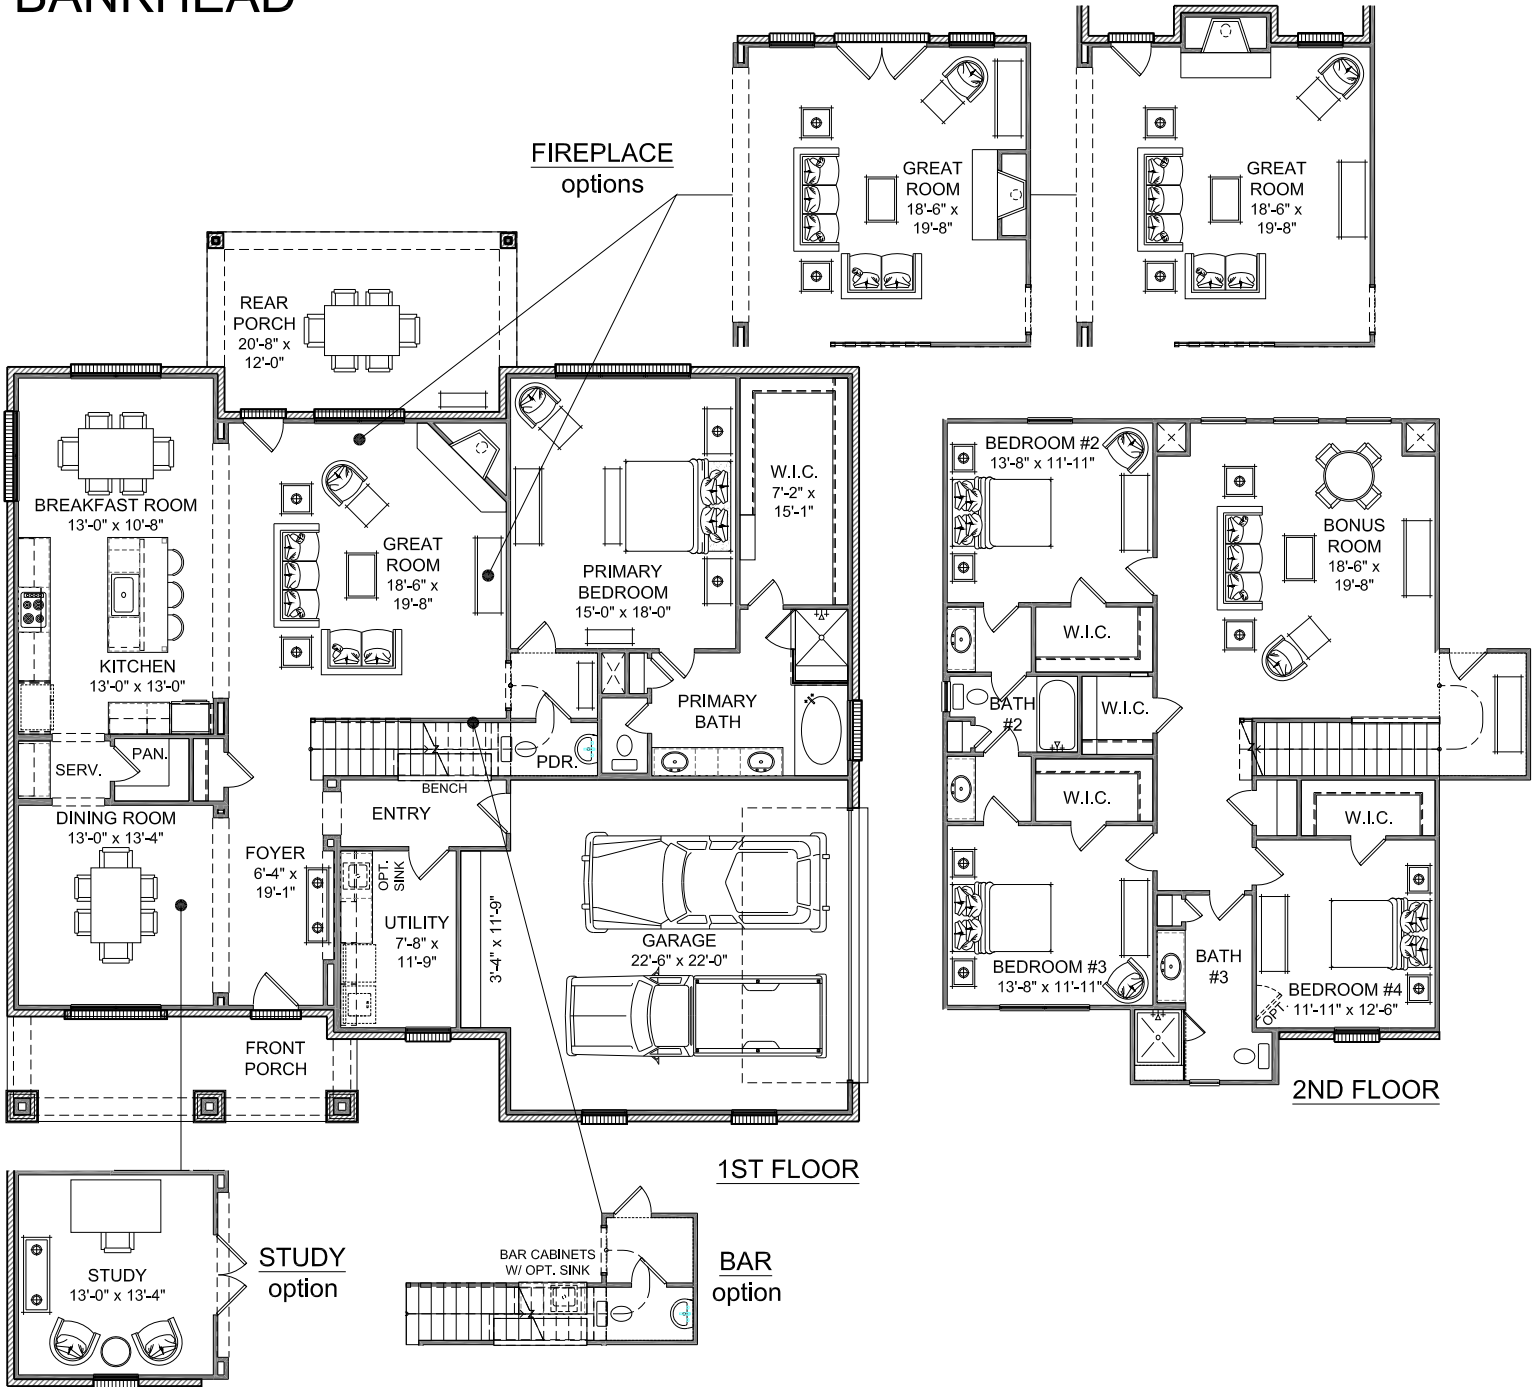 BANKHEAD
FIREPLACE
options
GREAT
ROOM
18'-6" x
19'-8"
GREAT
ROOM
18'-6" x
19'-8"
REAR
PORCH
20'-8" x
12'-0"
BREAKFAST ROOM
13'-0" x 10'-8"
GREAT
ROOM
18'-6" x
19'-8"
PRIMARY
BEDROOM
15'-0" x 18'-0"
W.I.C.
7'-2" x
15'-1"
KITCHEN
13'-0" x 13'-0"
PRIMARY
BATH
SERV.
PAN.
PDR.
BENCH
ENTRY
DINING ROOM
13'-0" x 13'-4"
FOYER
6'-4" x
19'-1"
OPT.
SINK
UTILITY
7'-8" x
11'-9"
3'-4" x 11'-9"
GARAGE
22'-6" x 22'-0"
FRONT
PORCH
1ST FLOOR
BEDROOM #2
13'-8" x 11'-11"
BONUS
ROOM
18'-6" x
19'-8"
W.I.C.
BATH
#2
W.I.C.
W.I.C.
W.I.C.
BEDROOM #3
13'-8" x 11'-11"
BATH
#3
BEDROOM #4
11'-11" x 12'-6"
OPT.
2ND FLOOR
STUDY
13'-0" x 13'-4"
STUDY
option
BAR CABINETS
W/ OPT. SINK
BAR
option